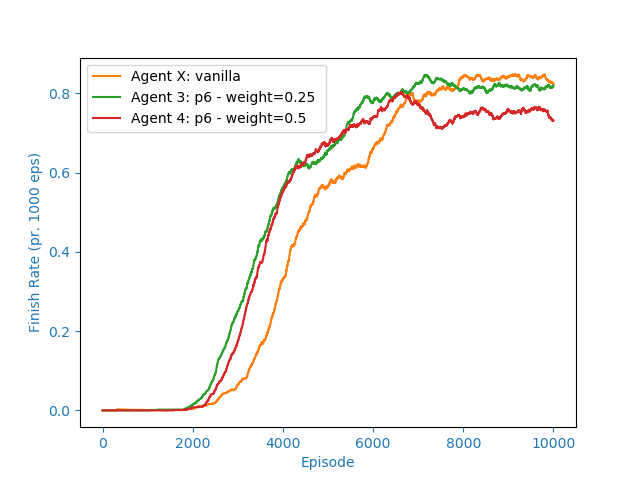 Agent X: vanilla
Agent 3: p6 - weight=0.25
Agent 4: p6 - weight=0.5
Finish Rate (pr. 1000 eps)
0.8
0.6
0.4
0.2
0.0
0 2000 4000 6000 8000 10000
Episode